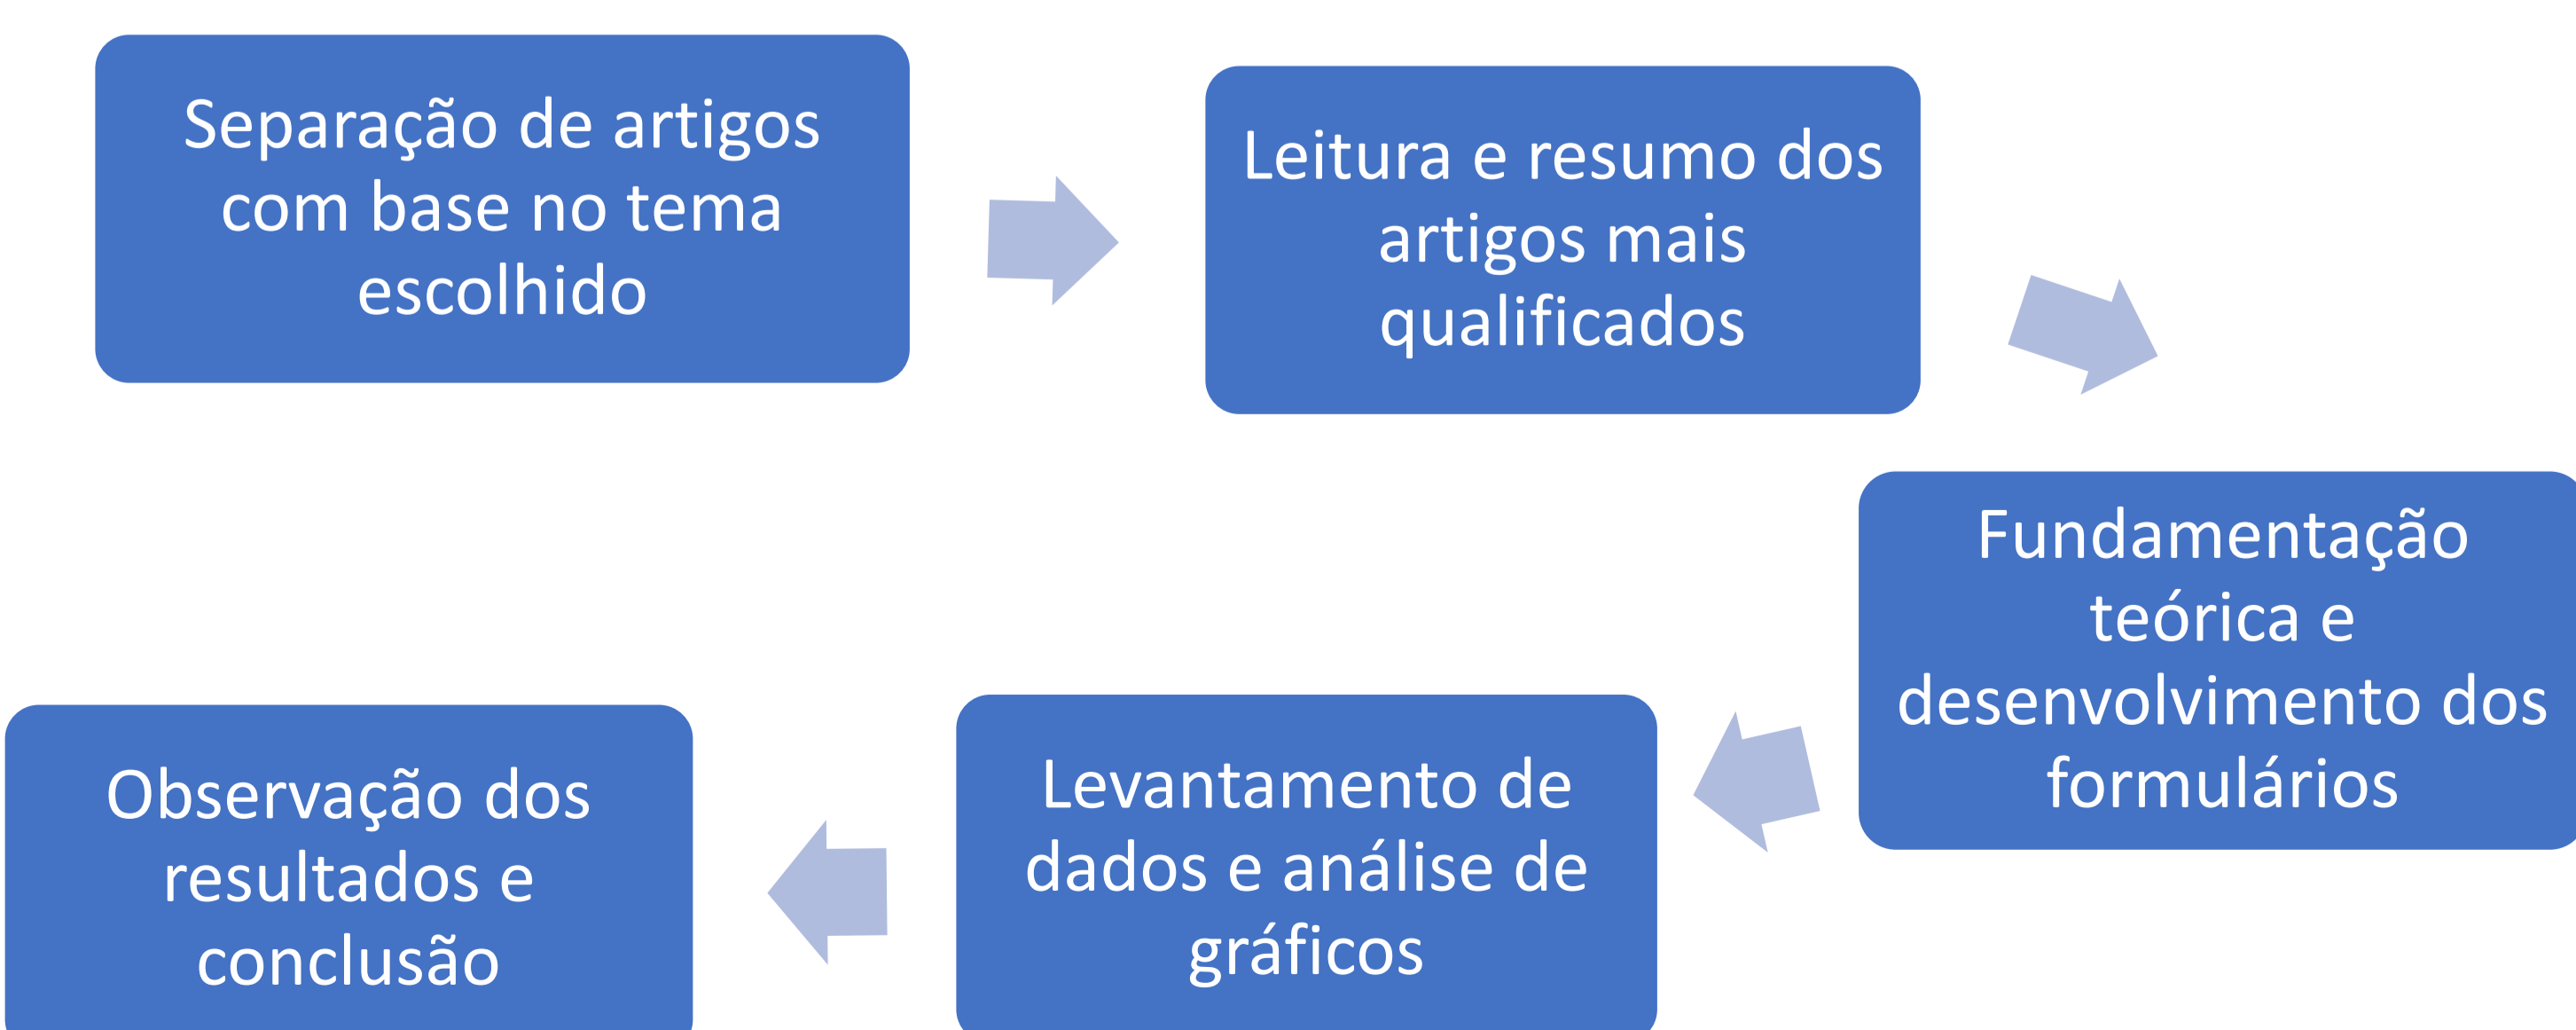 Separação de artigos
com base no tema
escolhido
Leitura e resumo dos
artigos mais
qualificados
Fundamentação
teórica e
desenvolvimento dos
formulários
Levantamento de
dados e análise de
gráficos
Observação dos
resultados e
conclusão